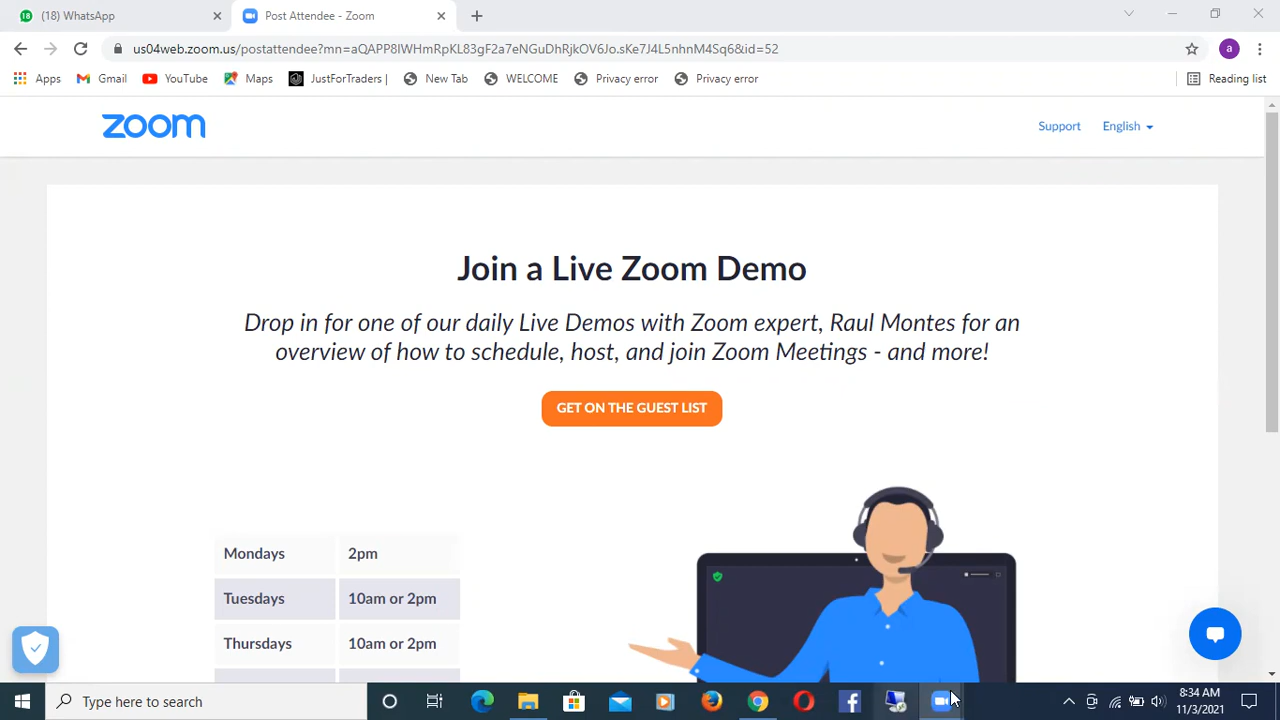 (18) WhatsApp
Post Attendee - Zoom
us04web.zoom.us/postattendee?mn=aQAPP8IWHmRpKL83gF2a7eNGuDhRjkOV6Jo.sKe7J4L5nhnM4Sq6&id=52
a
Apps
Gmail
YouTube
Maps
JustForTraders |
New Tab
WELCOME
Privacy error
Privacy error
Reading list
zoom
Support
English
Join a Live Zoom Demo
Drop in for one of our daily Live Demos with Zoom expert, Raul Montes for an
overview of how to schedule, host, and join Zoom Meetings - and more!
GET ON THE GUEST LIST
Mondays 2pm
Tuesdays 10am or 2pm
Thursdays 10am or 2pm
Type here to search
8:34 AM
11/3/2021